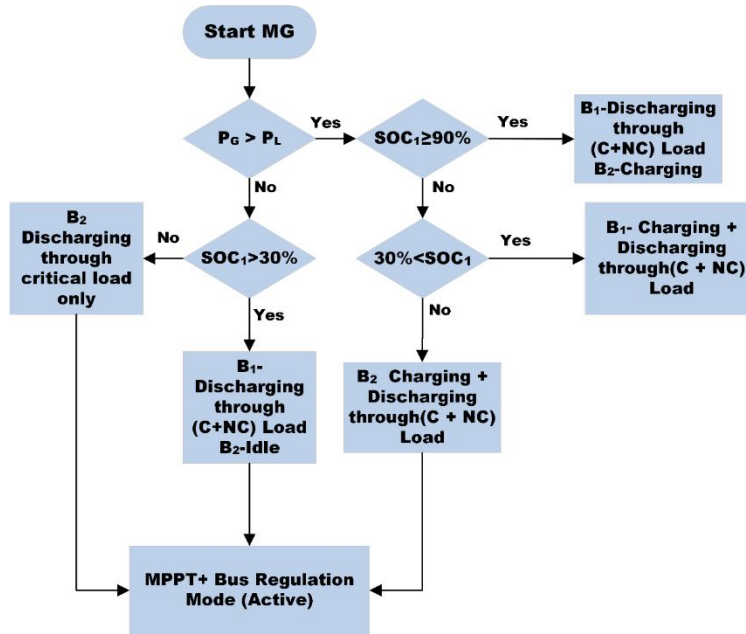 Start MG
P_G > P_L
Yes
SOC₁≥90%
Yes
B₁-Discharging
through
(C+NC) Load
B₂-Charging
No
No
B₂
Discharging
through
critical load
only
No
SOC₁>30%
30%<SOC₁
Yes
B₁- Charging +
Discharging
through(C + NC)
Load
Yes
No
B₁-
Discharging
through
(C+NC) Load
B₂-Idle
B₂ Charging +
Discharging
through(C + NC)
Load
MPPT+ Bus Regulation
Mode (Active)